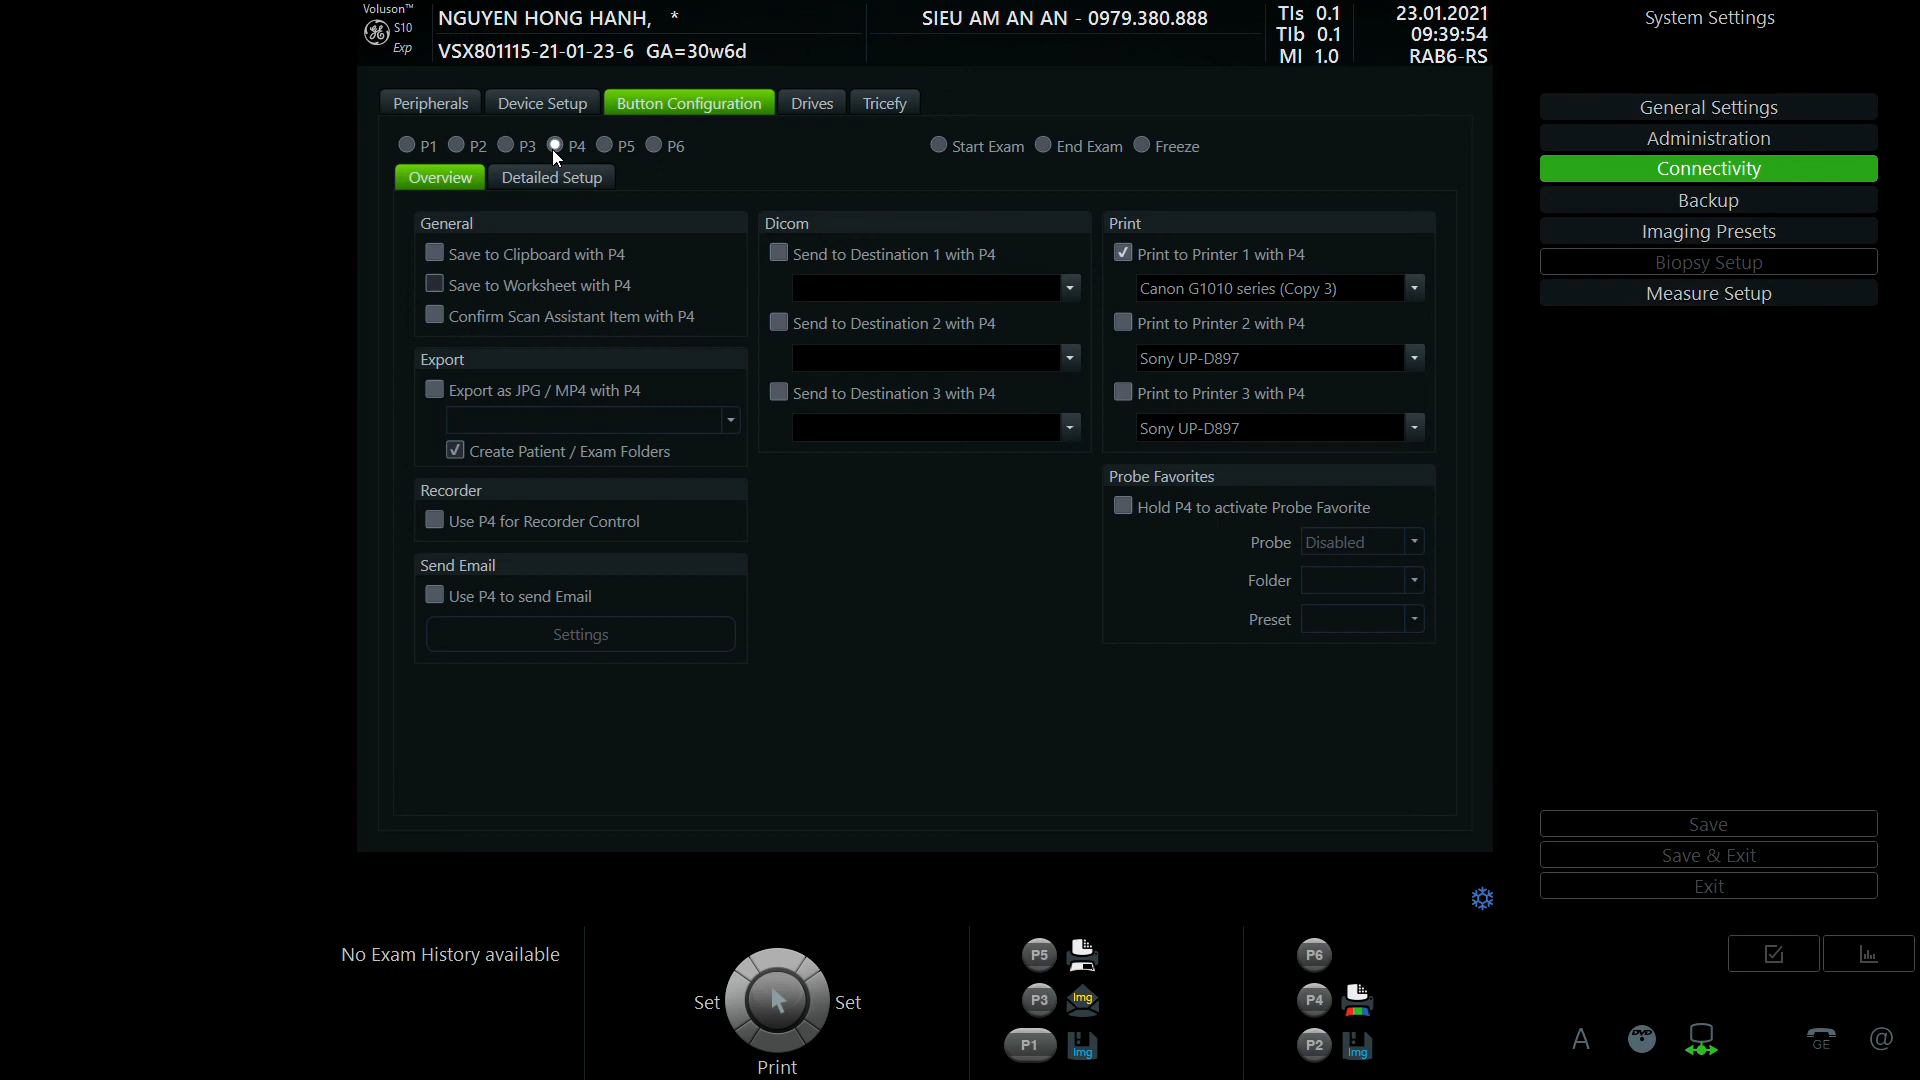 Voluson™
S10
Exp
NGUYEN HONG HANH, *
VSX801115-21-01-23-6 GA=30w6d
SIEU AM AN AN - 0979.380.888
TIs 0.1
TIb 0.1
MI 1.0
23.01.2021
09:39:54
RAB6-RS
System Settings
Peripherals
Device Setup
Button Configuration
Drives
Tricefy
P1
P2
P3
P4
P5
P6
Start Exam
End Exam
Freeze
Overview
Detailed Setup
General
Save to Clipboard with P4
Save to Worksheet with P4
Confirm Scan Assistant Item with P4
Export
Export as JPG / MP4 with P4
Create Patient / Exam Folders
Recorder
Use P4 for Recorder Control
Send Email
Use P4 to send Email
Settings
Dicom
Send to Destination 1 with P4
Send to Destination 2 with P4
Send to Destination 3 with P4
Print
Print to Printer 1 with P4
Canon G1010 series (Copy 3)
Print to Printer 2 with P4
Sony UP-D897
Print to Printer 3 with P4
Sony UP-D897
Probe Favorites
Hold P4 to activate Probe Favorite
Probe
Disabled
Folder
Preset
General Settings
Administration
Connectivity
Backup
Imaging Presets
Biopsy Setup
Measure Setup
Save
Save & Exit
Exit
No Exam History available
Set
Set
Print
P5
P3
Img
P1
Img
P6
P4
P2
Img
A
DVD
GE
@